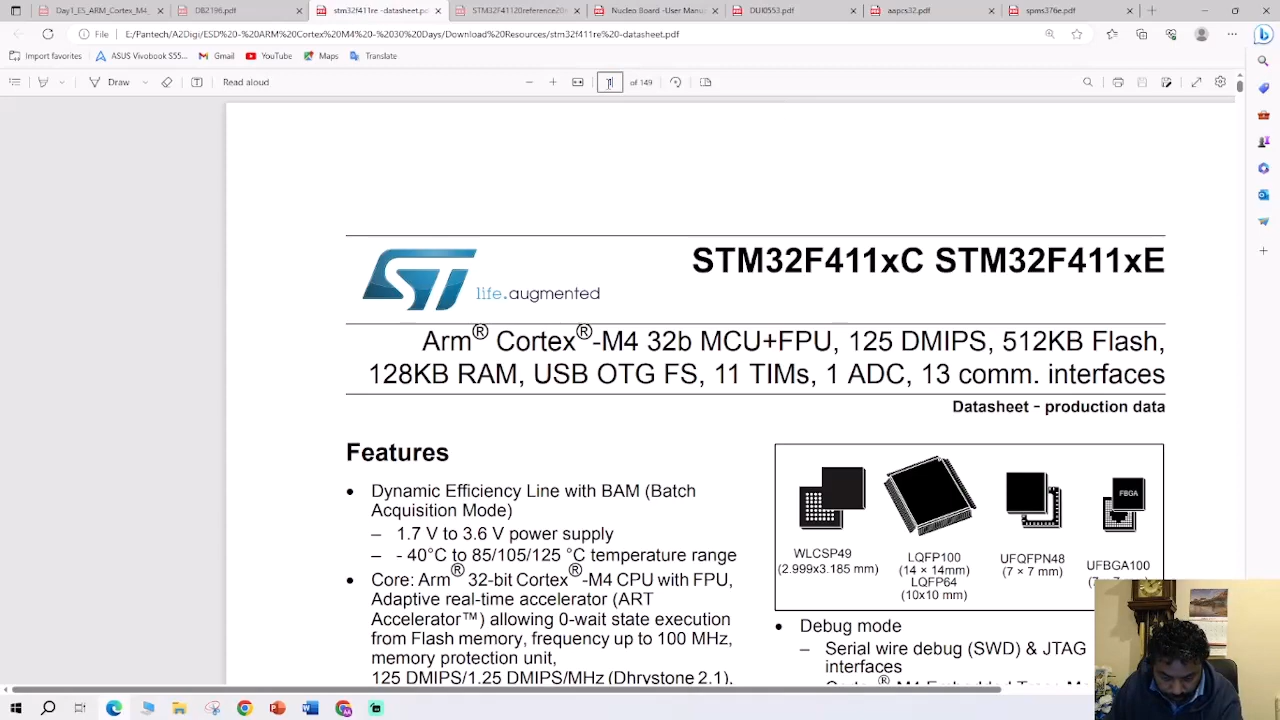 Day1_ES_ARM_Cortex_M4_
DB2196.pdf
stm32f411re -datasheet.pdf
STM32F41120reference20
Nucleo Board -User Manual
DUI0553.pdf
aapcs32.pdf
spms376e.pdf
File
E:/Pantech/A2Digi/ESD%20-%20ARM%20Cortex%20M4%20-%2030%20Days/Download%20Resources/stm32f411re%20-datasheet.pdf
Import favorites
ASUS Vivobook S55...
Gmail
YouTube
Maps
Translate
Draw
Read aloud
of 149
ST life.augmented
STM32F411xC STM32F411xE
Arm® Cortex®-M4 32b MCU+FPU, 125 DMIPS, 512KB Flash,
128KB RAM, USB OTG FS, 11 TIMs, 1 ADC, 13 comm. interfaces
Datasheet - production data
Features
• Dynamic Efficiency Line with BAM (Batch
Acquisition Mode)
– 1.7 V to 3.6 V power supply
– - 40°C to 85/105/125 °C temperature range
• Core: Arm® 32-bit Cortex®-M4 CPU with FPU,
Adaptive real-time accelerator (ART
Accelerator™) allowing 0-wait state execution
from Flash memory, frequency up to 100 MHz,
memory protection unit,
125 DMIPS/1.25 DMIPS/MHz (Dhrystone 2.1),
FBGA
WLCSP49
(2.999x3.185 mm)
LQFP100
(14 × 14mm)
LQFP64
(10x10 mm)
UFQFPN48
(7 × 7 mm)
UFBGA100
• Debug mode
– Serial wire debug (SWD) & JTAG
interfaces